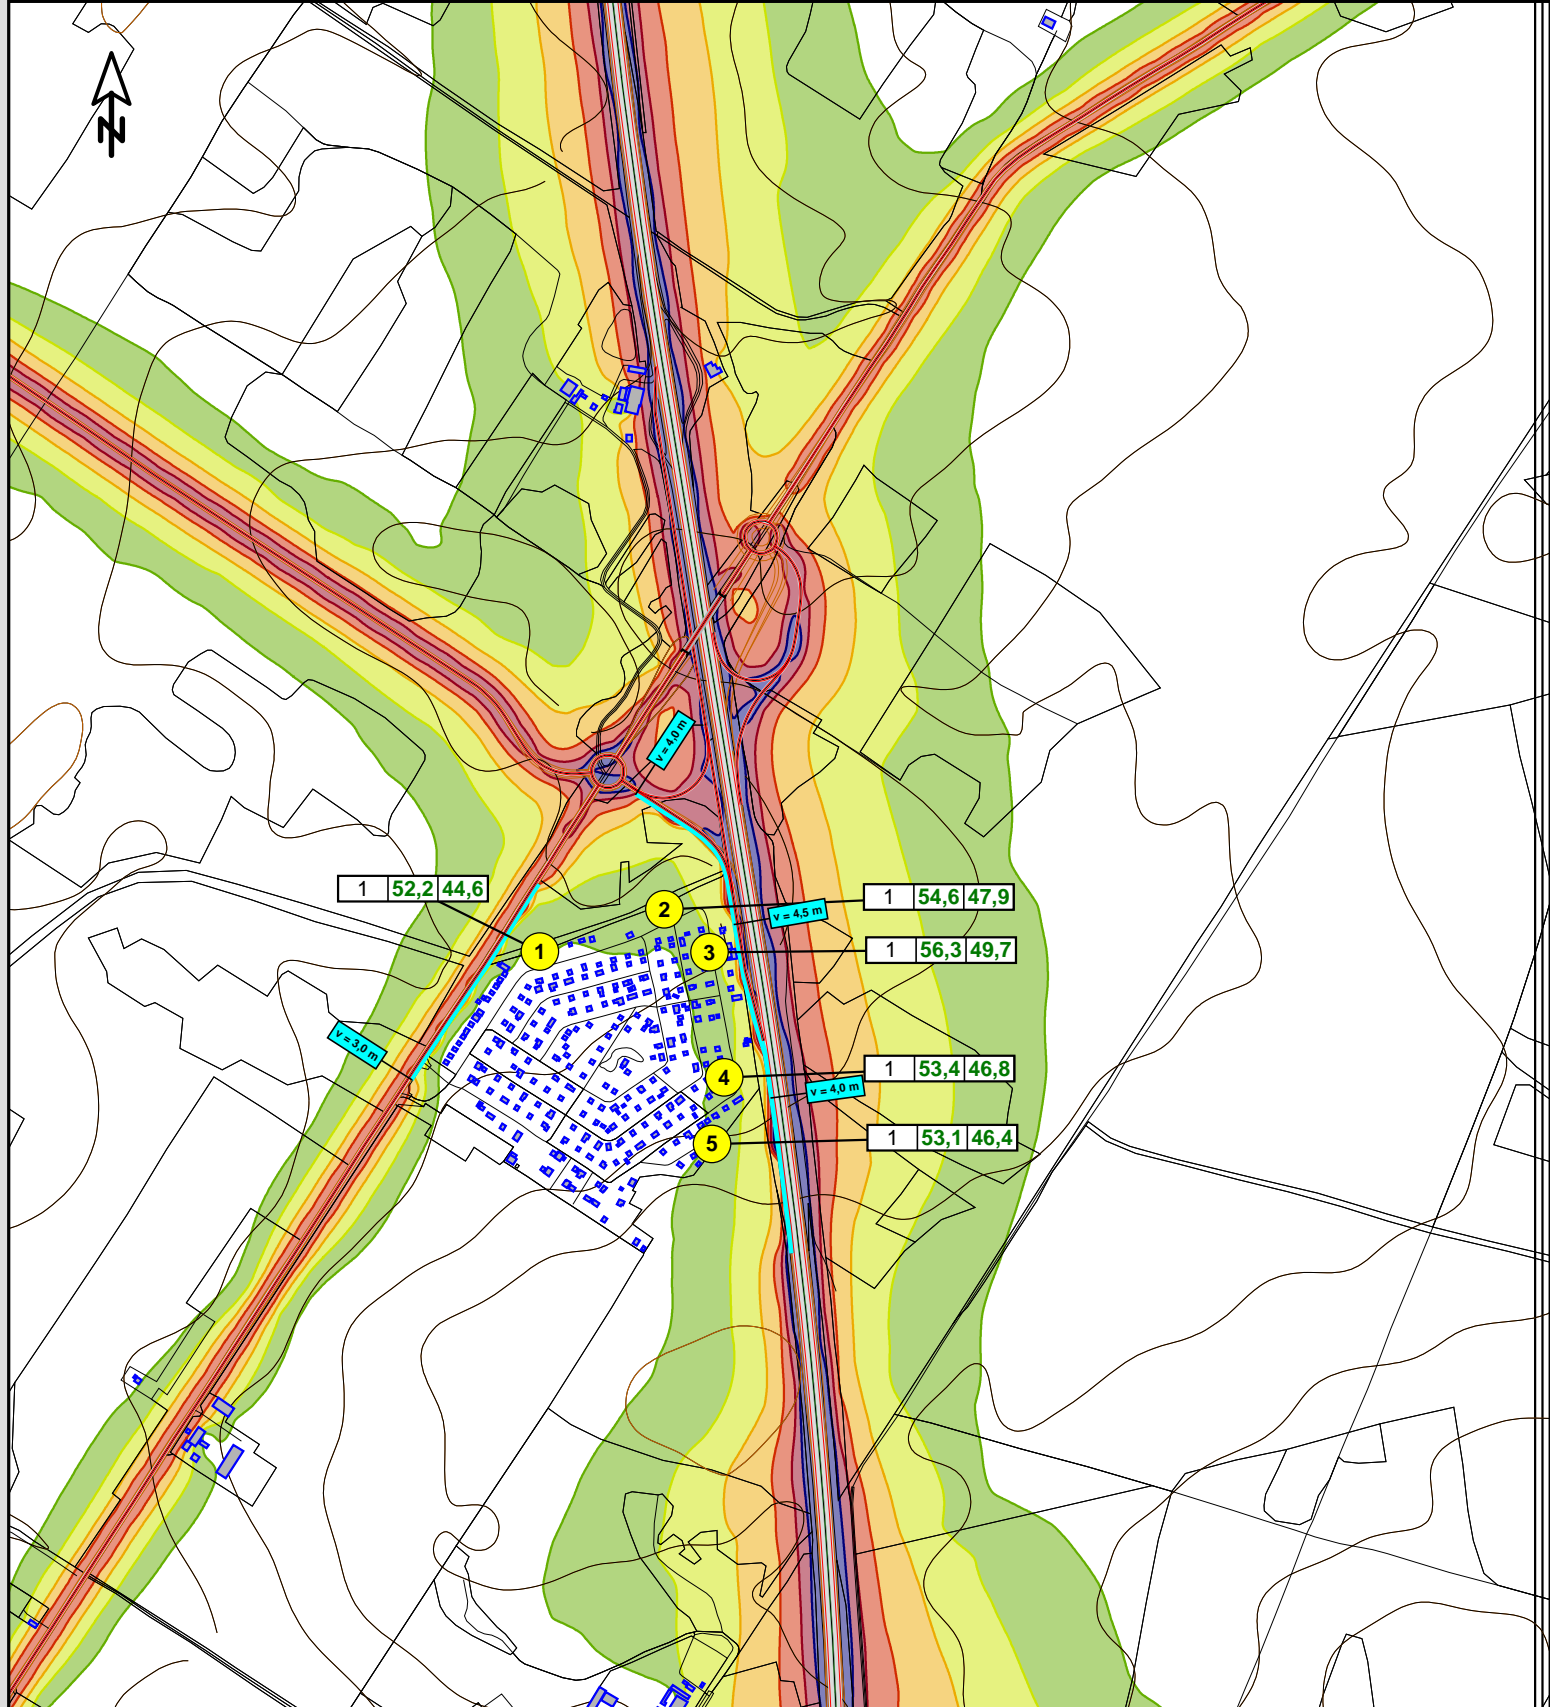 N
v = 4,0 m
1 52,2 44,6
1 54,6 47,9
2
v = 4,5 m
1
3
1 56,3 49,7
v = 3,0 m
4
1 53,4 46,8
v = 4,0 m
5
1 53,1 46,4